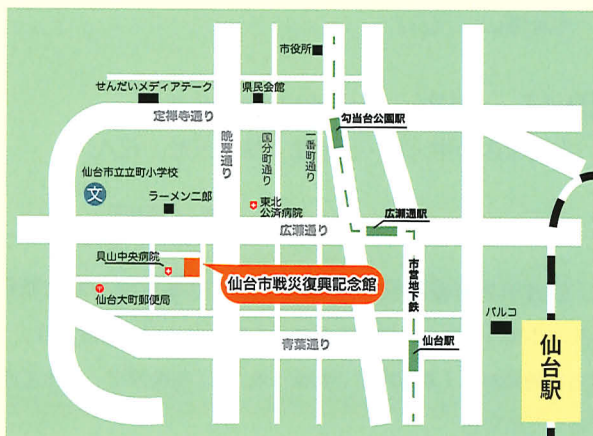 市役所
せんだいメディアテーク
県民会館
定禅寺通り
勾当台公園駅
晩翠通り
国分町通り
一番町通り
仙台市立立町小学校
文
ラーメン二郎
東北
公済病院
広瀬通り
広瀬通駅
貝山中央病院
仙台市戦災復興記念館
市営地下鉄
仙台大町郵便局
〒
パルコ
青葉通り
仙台駅
仙台駅